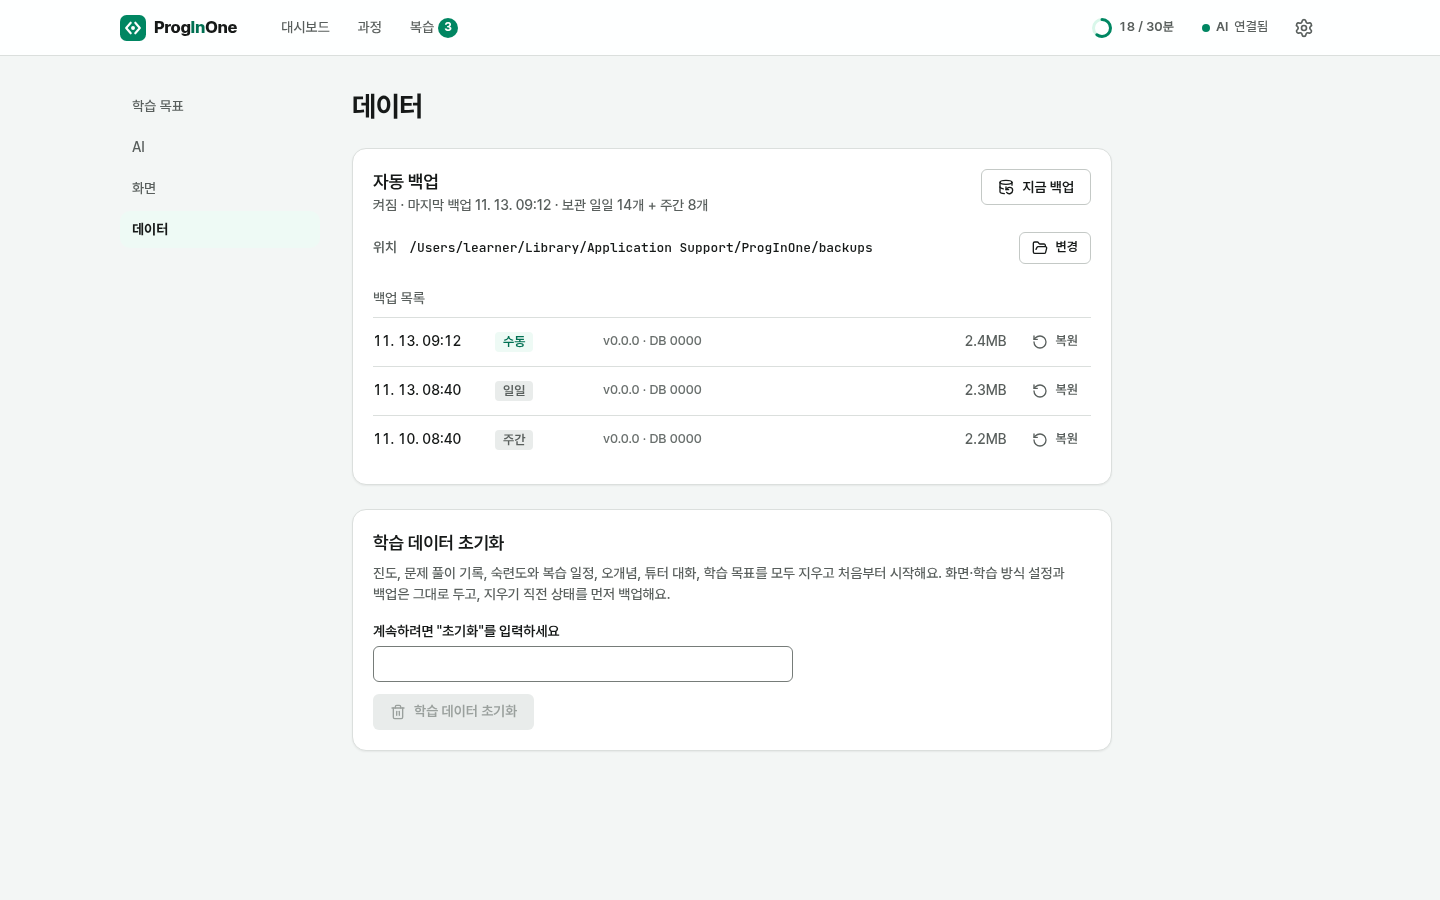 ProgInOne
대시보드
과정
복습 3
18 / 30분
AI 연결됨
학습 목표
AI
화면
데이터
데이터
자동 백업
켜짐 · 마지막 백업 11. 13. 09:12 · 보관 일일 14개 + 주간 8개
지금 백업
위치 /Users/learner/Library/Application Support/ProgInOne/backups
변경
백업 목록
11. 13. 09:12 수동 v0.0.0 · DB 0000 2.4MB 복원
11. 13. 08:40 일일 v0.0.0 · DB 0000 2.3MB 복원
11. 10. 08:40 주간 v0.0.0 · DB 0000 2.2MB 복원
학습 데이터 초기화
진도, 문제 풀이 기록, 숙련도와 복습 일정, 오개념, 튜터 대화, 학습 목표를 모두 지우고 처음부터 시작해요. 화면·학습 방식 설정과
백업은 그대로 두고, 지우기 직전 상태를 먼저 백업해요.
계속하려면 "초기화"를 입력하세요
학습 데이터 초기화